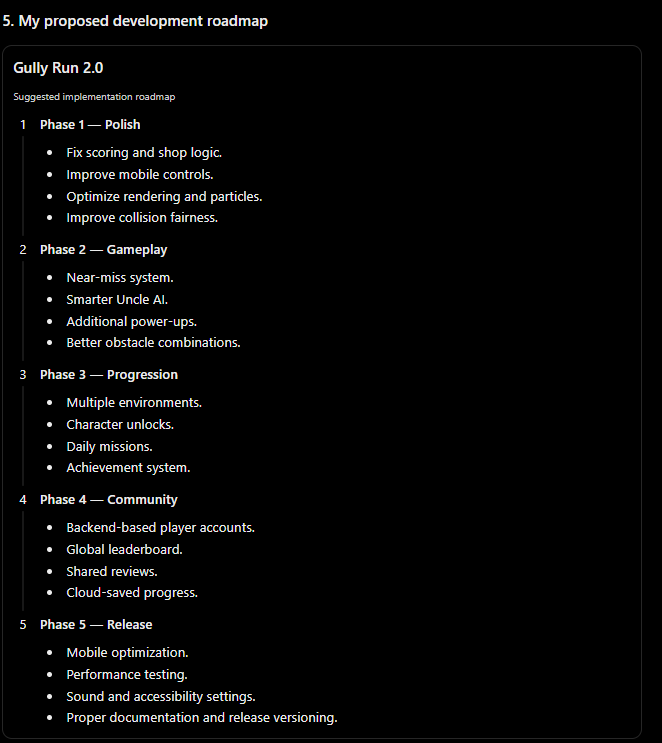 5. My proposed development roadmap
Gully Run 2.0
Suggested implementation roadmap
1 Phase 1 — Polish
• Fix scoring and shop logic.
• Improve mobile controls.
• Optimize rendering and particles.
• Improve collision fairness.
2 Phase 2 — Gameplay
• Near-miss system.
• Smarter Uncle AI.
• Additional power-ups.
• Better obstacle combinations.
3 Phase 3 — Progression
• Multiple environments.
• Character unlocks.
• Daily missions.
• Achievement system.
4 Phase 4 — Community
• Backend-based player accounts.
• Global leaderboard.
• Shared reviews.
• Cloud-saved progress.
5 Phase 5 — Release
• Mobile optimization.
• Performance testing.
• Sound and accessibility settings.
• Proper documentation and release versioning.